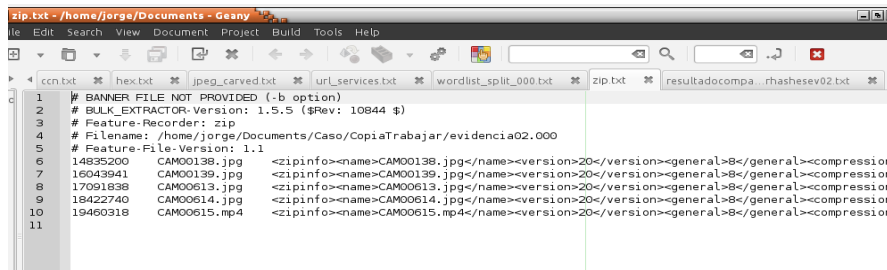 zip.txt - /home/jorge/Documents - Geany
ile Edit Search View Document Project Build Tools Help
ccn.txt hex.txt jpeg_carved.txt url_services.txt wordlist_split_000.txt zip.txt resultadocompa...rhashesev02.txt
1 # BANNER FILE NOT PROVIDED (-b option)
2 # BULK_EXTRACTOR-Version: 1.5.5 ($Rev: 10844 $)
3 # Feature-Recorder: zip
4 # Filename: /home/jorge/Documents/Caso/CopiaTrabajar/evidencia02.000
5 # Feature-File-Version: 1.1
6 14835200 CAM00138.jpg <zipinfo><name>CAM00138.jpg</name><version>20</version><general>8</general><compression
7 16043941 CAM00139.jpg <zipinfo><name>CAM00139.jpg</name><version>20</version><general>8</general><compression
8 17091838 CAM00613.jpg <zipinfo><name>CAM00613.jpg</name><version>20</version><general>8</general><compression
9 18422740 CAM00614.jpg <zipinfo><name>CAM00614.jpg</name><version>20</version><general>8</general><compression
10 19460318 CAM00615.mp4 <zipinfo><name>CAM00615.mp4</name><version>20</version><general>8</general><compression
11